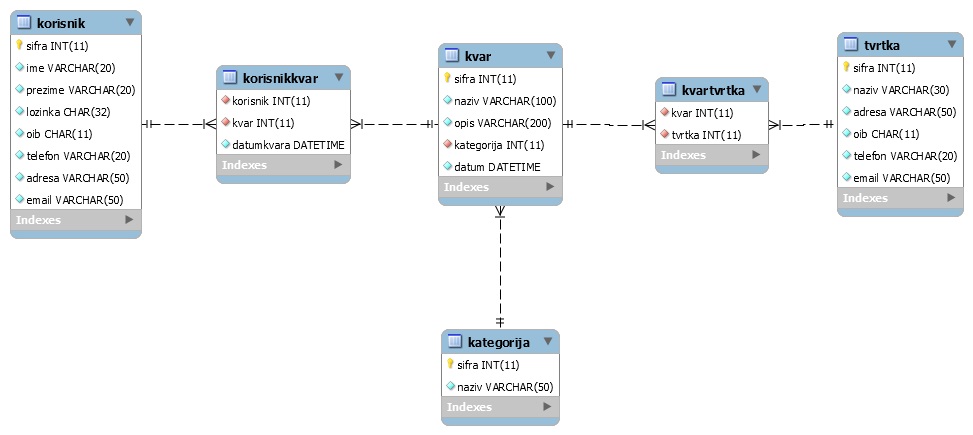 korisnik
sifra INT(11)
ime VARCHAR(20)
prezime VARCHAR(20)
lozinka CHAR(32)
oib CHAR(11)
telefon VARCHAR(20)
adresa VARCHAR(50)
email VARCHAR(50)
Indexes
korisnikkvar
korisnik INT(11)
kvar INT(11)
datumkvara DATETIME
Indexes
kvar
sifra INT(11)
naziv VARCHAR(100)
opis VARCHAR(200)
kategorija INT(11)
datum DATETIME
Indexes
kvartvrtka
kvar INT(11)
tvrtka INT(11)
Indexes
tvrtka
sifra INT(11)
naziv VARCHAR(30)
adresa VARCHAR(50)
oib CHAR(11)
telefon VARCHAR(20)
email VARCHAR(50)
Indexes
kategorija
sifra INT(11)
naziv VARCHAR(50)
Indexes